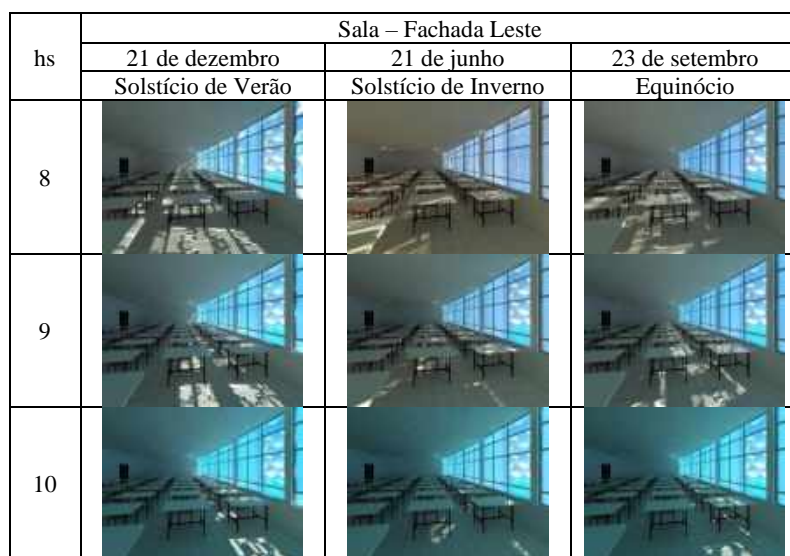 hs
Sala – Fachada Leste
21 de dezembro
21 de junho
23 de setembro
Solstício de Verão
Solstício de Inverno
Equinócio
8
9
10